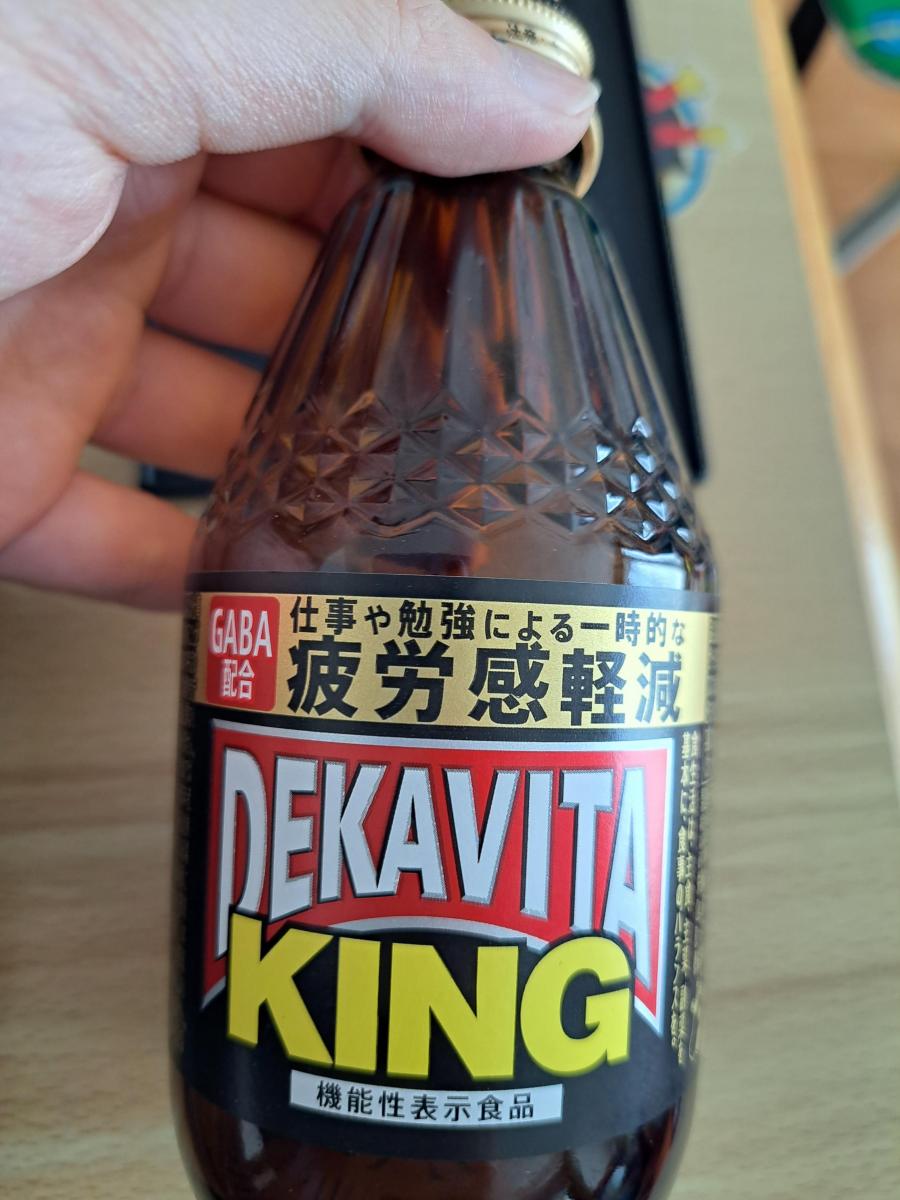 GABA
配合
仕事や勉強による一時的な
疲労感軽減
DEKAVITA
KING
機能性表示食品